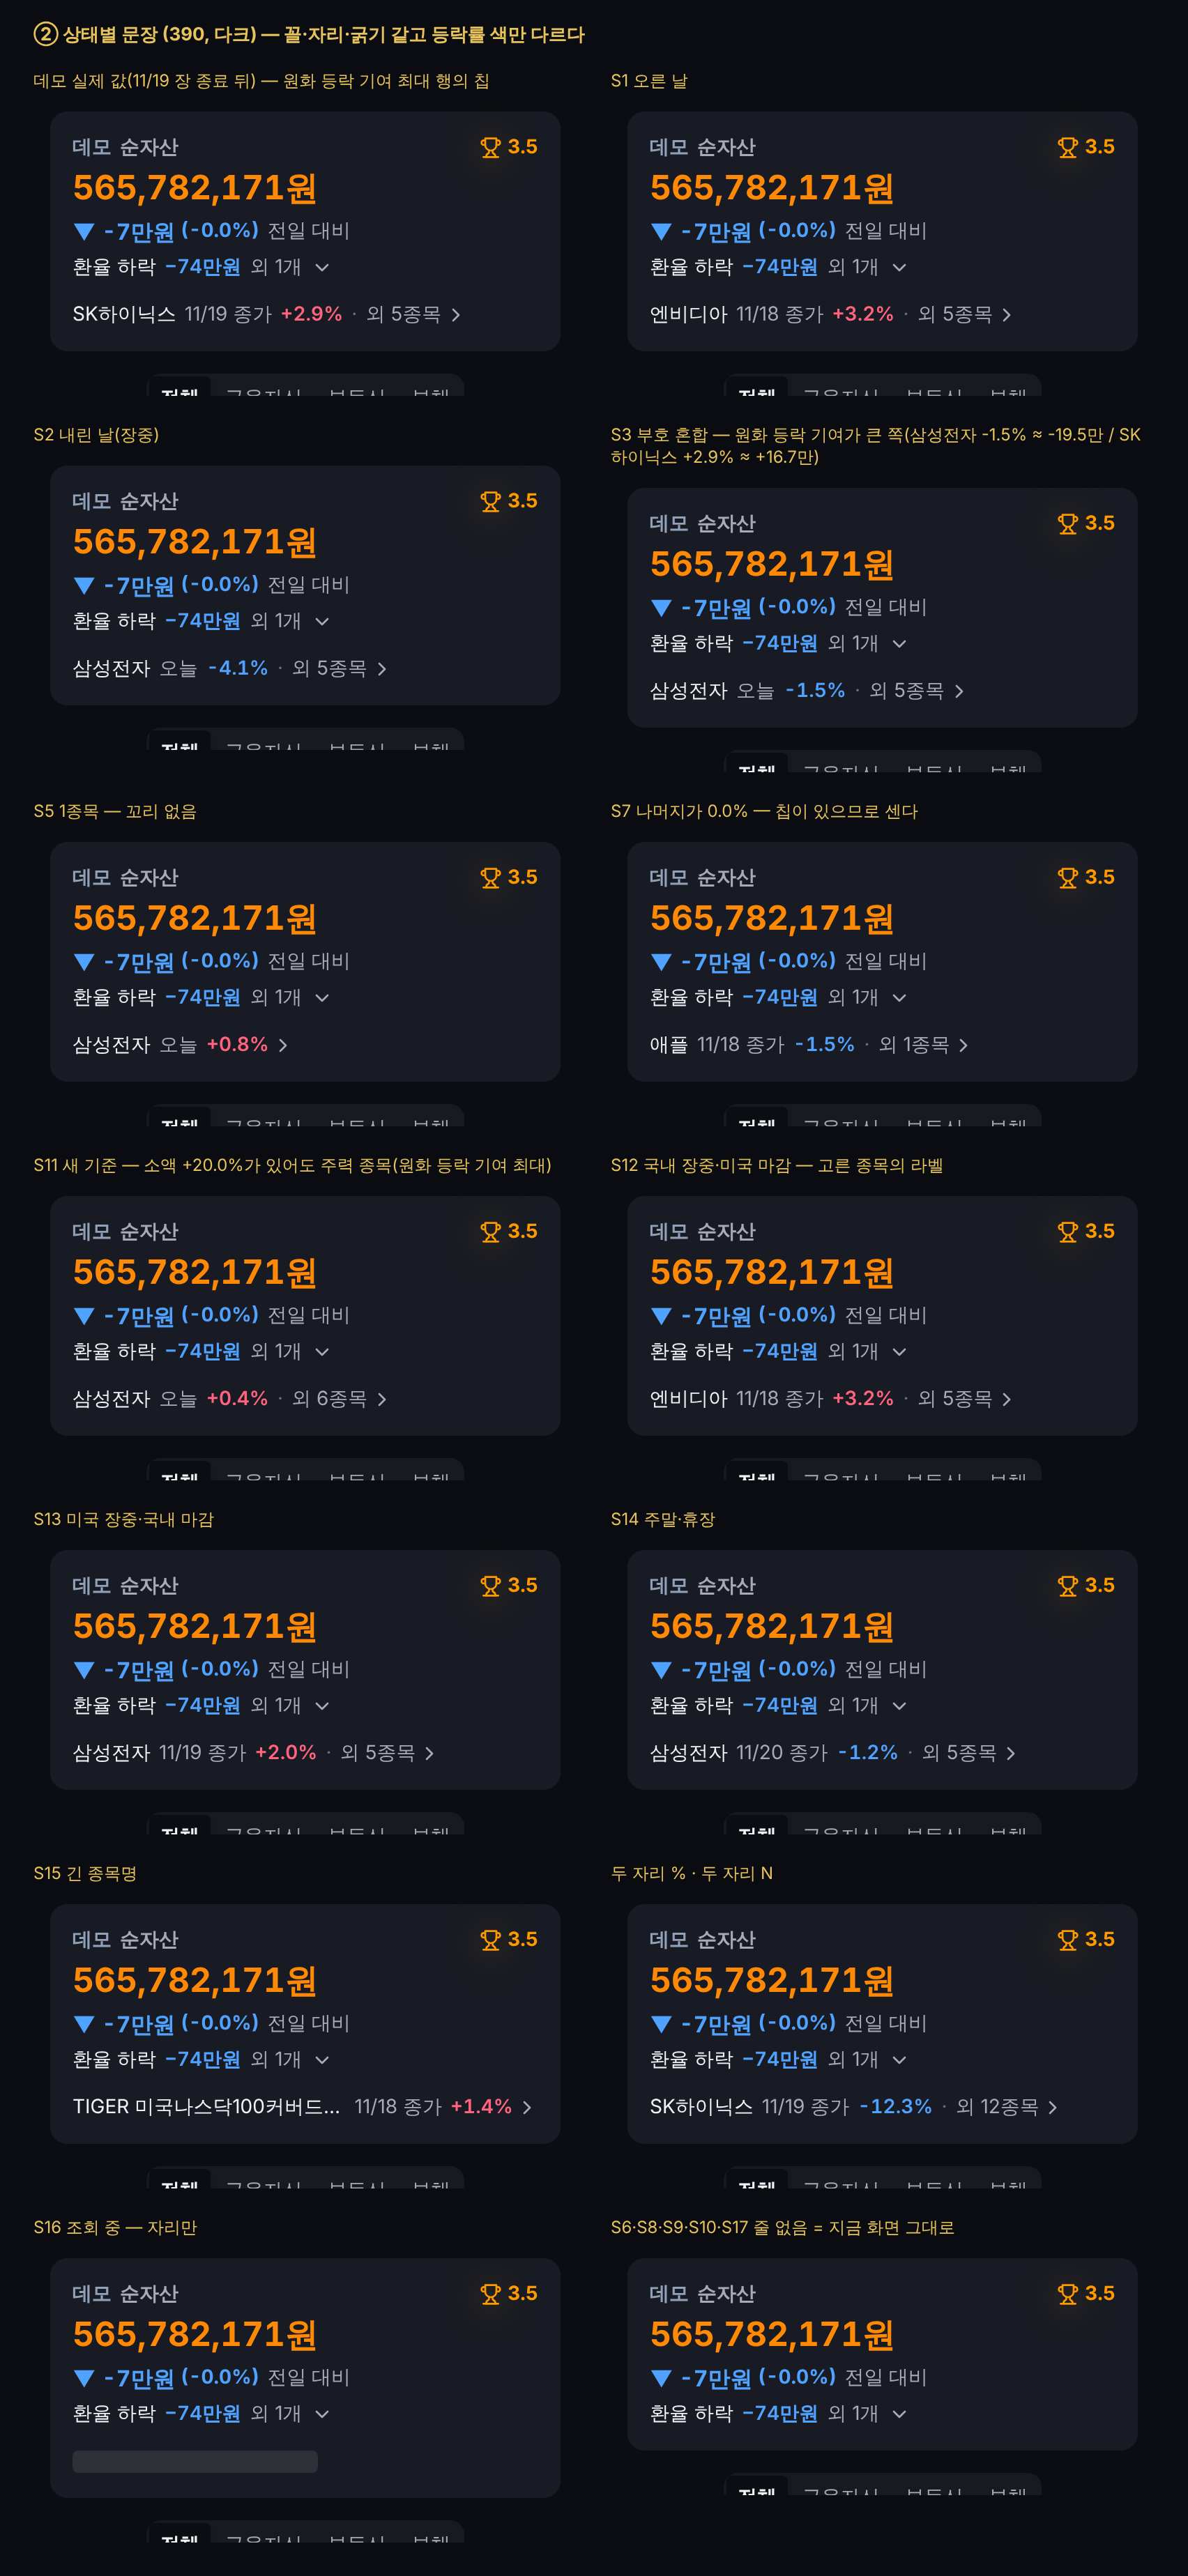 ② 상태별 문장 (390, 다크) — 꼴·자리·굵기 같고 등락률 색만 다르다
데모 실제 값(11/19 장 종료 뒤) — 원화 등락 기여 최대 행의 칩
데모 순자산
3.5
565,782,171원
▼ -7만원 (-0.0%) 전일 대비
환율 하락 −74만원 외 1개
SK하이닉스 11/19 종가 +2.9% · 외 5종목
S1 오른 날
데모 순자산
3.5
565,782,171원
▼ -7만원 (-0.0%) 전일 대비
환율 하락 −74만원 외 1개
엔비디아 11/18 종가 +3.2% · 외 5종목
S2 내린 날(장중)
데모 순자산
3.5
565,782,171원
▼ -7만원 (-0.0%) 전일 대비
환율 하락 −74만원 외 1개
삼성전자 오늘 -4.1% · 외 5종목
S3 부호 혼합 — 원화 등락 기여가 큰 쪽(삼성전자 -1.5% ≈ -19.5만 / SK
하이닉스 +2.9% ≈ +16.7만)
데모 순자산
3.5
565,782,171원
▼ -7만원 (-0.0%) 전일 대비
환율 하락 −74만원 외 1개
삼성전자 오늘 -1.5% · 외 5종목
S5 1종목 — 꼬리 없음
데모 순자산
3.5
565,782,171원
▼ -7만원 (-0.0%) 전일 대비
환율 하락 −74만원 외 1개
삼성전자 오늘 +0.8%
S7 나머지가 0.0% — 칩이 있으므로 센다
데모 순자산
3.5
565,782,171원
▼ -7만원 (-0.0%) 전일 대비
환율 하락 −74만원 외 1개
애플 11/18 종가 -1.5% · 외 1종목
S11 새 기준 — 소액 +20.0%가 있어도 주력 종목(원화 등락 기여 최대)
데모 순자산
3.5
565,782,171원
▼ -7만원 (-0.0%) 전일 대비
환율 하락 −74만원 외 1개
삼성전자 오늘 +0.4% · 외 6종목
S12 국내 장중·미국 마감 — 고른 종목의 라벨
데모 순자산
3.5
565,782,171원
▼ -7만원 (-0.0%) 전일 대비
환율 하락 −74만원 외 1개
엔비디아 11/18 종가 +3.2% · 외 5종목
S13 미국 장중·국내 마감
데모 순자산
3.5
565,782,171원
▼ -7만원 (-0.0%) 전일 대비
환율 하락 −74만원 외 1개
삼성전자 11/19 종가 +2.0% · 외 5종목
S14 주말·휴장
데모 순자산
3.5
565,782,171원
▼ -7만원 (-0.0%) 전일 대비
환율 하락 −74만원 외 1개
삼성전자 11/20 종가 -1.2% · 외 5종목
S15 긴 종목명
데모 순자산
3.5
565,782,171원
▼ -7만원 (-0.0%) 전일 대비
환율 하락 −74만원 외 1개
TIGER 미국나스닥100커버드... 11/18 종가 +1.4%
두 자리 % · 두 자리 N
데모 순자산
3.5
565,782,171원
▼ -7만원 (-0.0%) 전일 대비
환율 하락 −74만원 외 1개
SK하이닉스 11/19 종가 -12.3% · 외 12종목
S16 조회 중 — 자리만
데모 순자산
3.5
565,782,171원
▼ -7만원 (-0.0%) 전일 대비
환율 하락 −74만원 외 1개
S6·S8·S9·S10·S17 줄 없음 = 지금 화면 그대로
데모 순자산
3.5
565,782,171원
▼ -7만원 (-0.0%) 전일 대비
환율 하락 −74만원 외 1개